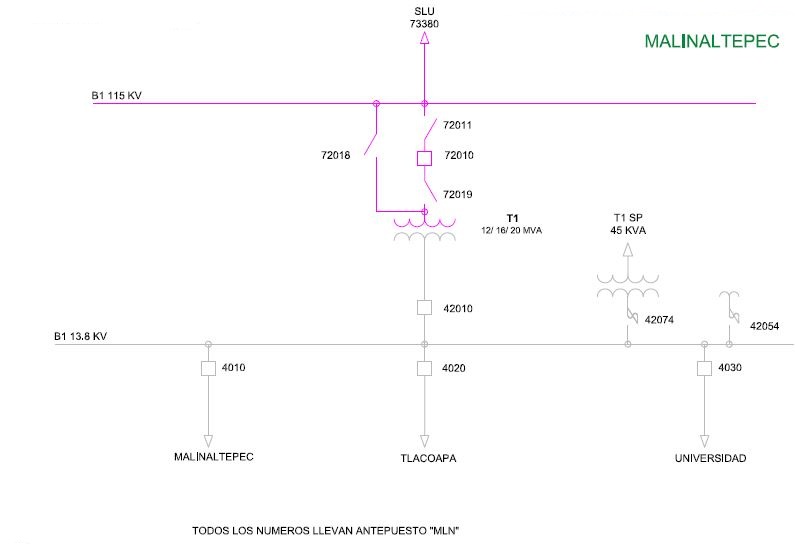 SLU
73380
MALINALTEPEC
B1 115 KV
72011
72018
72010
72019
T1
12/ 16/ 20 MVA
T1 SP
45 KVA
42010
42074
42054
B1 13.8 KV
4010
4020
4030
MALINALTEPEC
TLACOAPA
UNIVERSIDAD
TODOS LOS NUMEROS LLEVAN ANTEPUESTO "MLN"